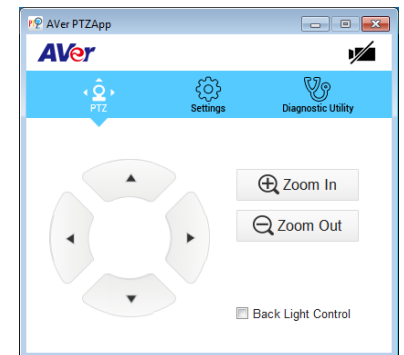 AVer PTZApp
AVer
PTZ
Settings
Diagnostic Utility
Zoom In
Zoom Out
Back Light Control